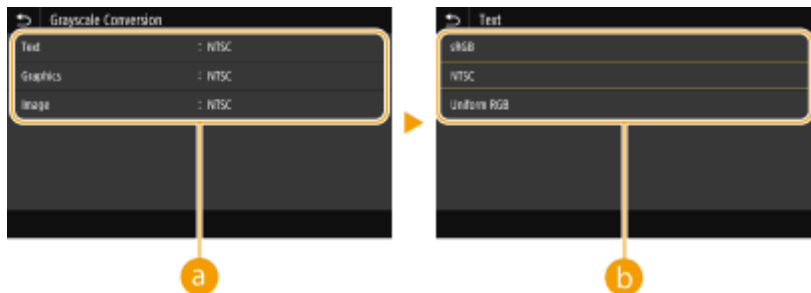 Grayscale Conversion
Text : NTSC
Graphics : NTSC
Image : NTSC
a
Text
sRGB
NTSC
Uniform RGB
b